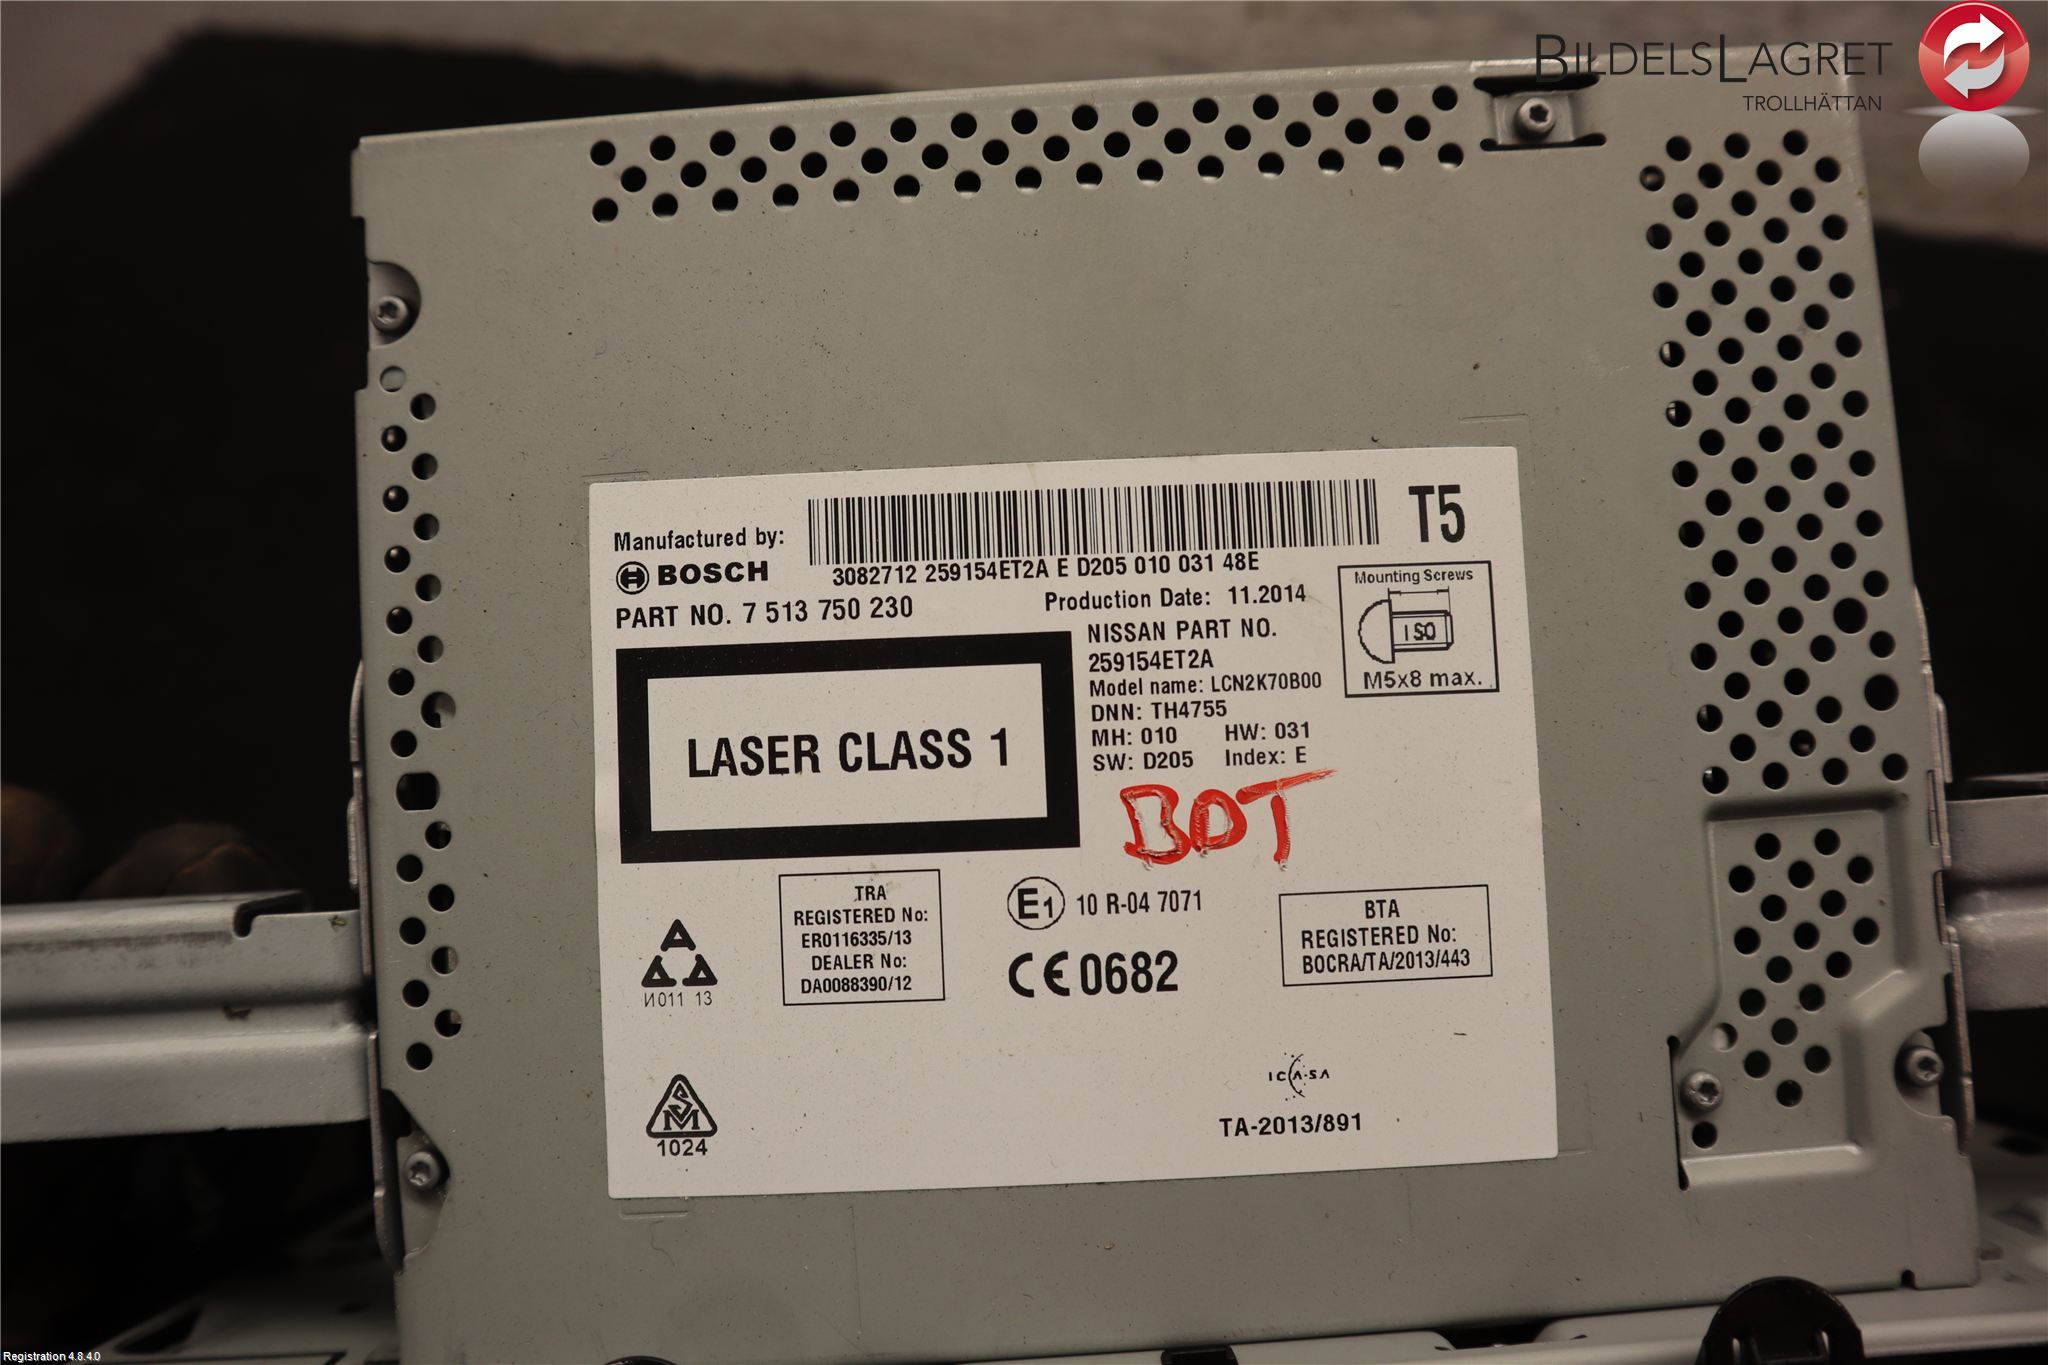 BILDELSLAGRET
TROLLHÄTTAN
Manufactured by:
BOSCH
T5
3082712 259154ET2A E D205 010 031 48E
PART NO. 7 513 750 230
Production Date: 11.2014
Mounting Screws
ISO
M5x8 max.
NISSAN PART NO.
259154ET2A
Model name: LCN2K70B00
DNN: TH4755
MH: 010 HW: 031
SW: D205 Index: E
LASER CLASS 1
BOT
TRA
REGISTERED No:
ER0116335/13
DEALER No:
DA0088390/12
E1 10 R-04 7071
CE0682
BTA
REGISTERED No:
BOCRA/TA/2013/443
И011 13
SM
1024
ICASA
TA-2013/891
Registration 4.8.4.0